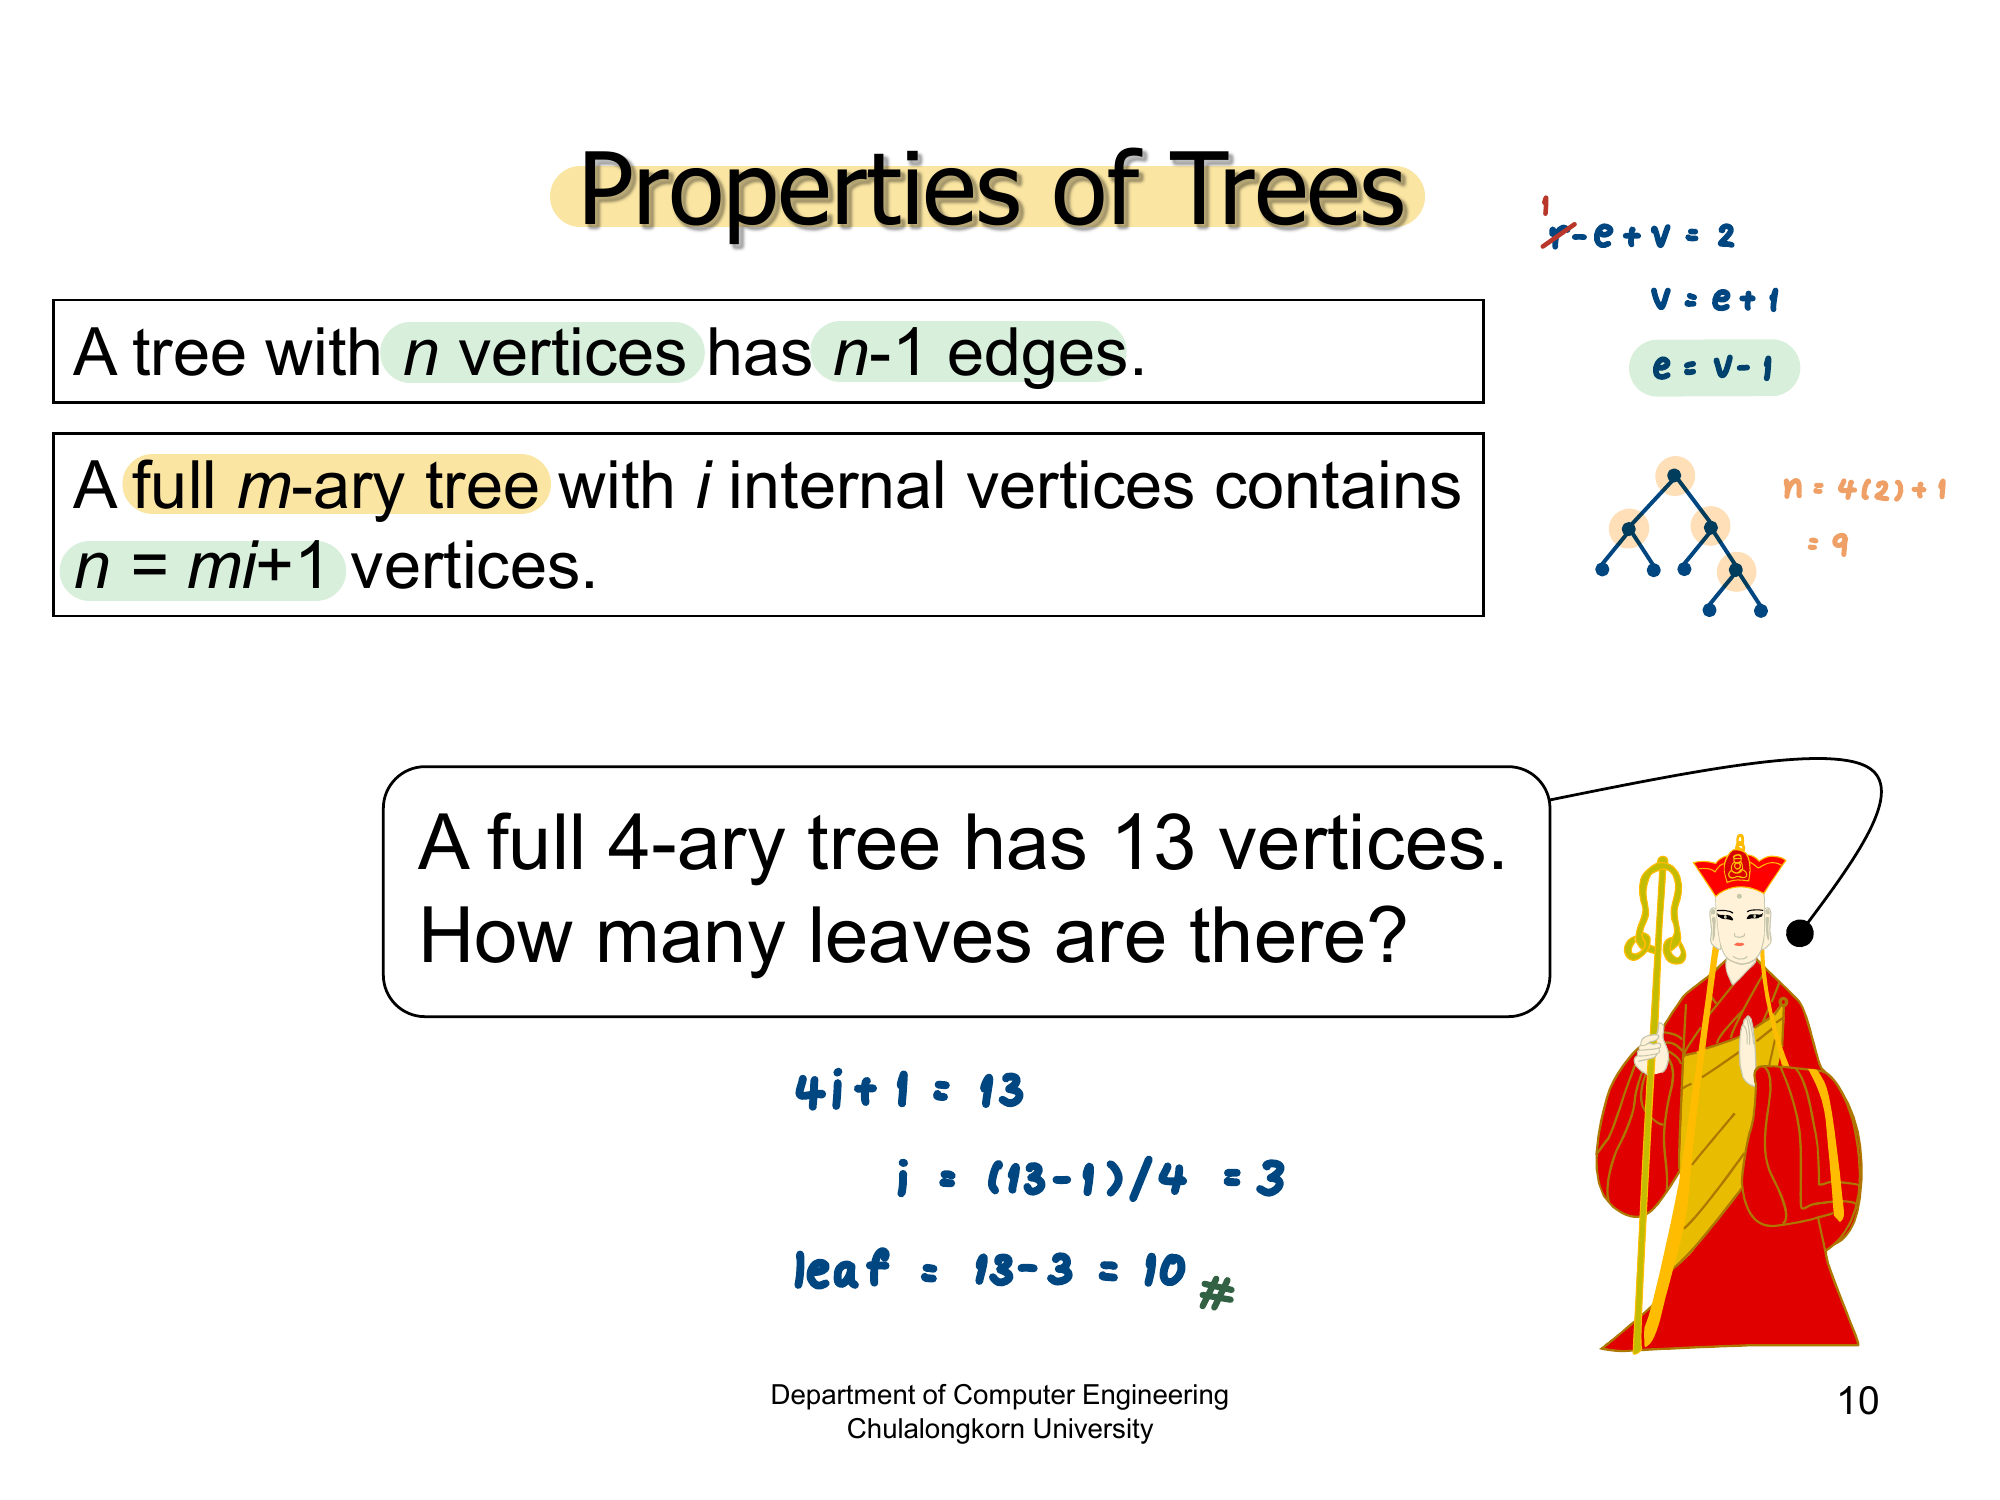 Properties of Trees
1
r - e + v = 2
v = e + 1
e = v - 1
A tree with n vertices has n-1 edges.
A full m-ary tree with i internal vertices contains
n = mi+1 vertices.
n = 4(2) + 1
= 9
A full 4-ary tree has 13 vertices.
How many leaves are there?
4i + 1 = 13
i = (13-1)/4 = 3
leaf = 13-3 = 10 #
Department of Computer Engineering
Chulalongkorn University
10